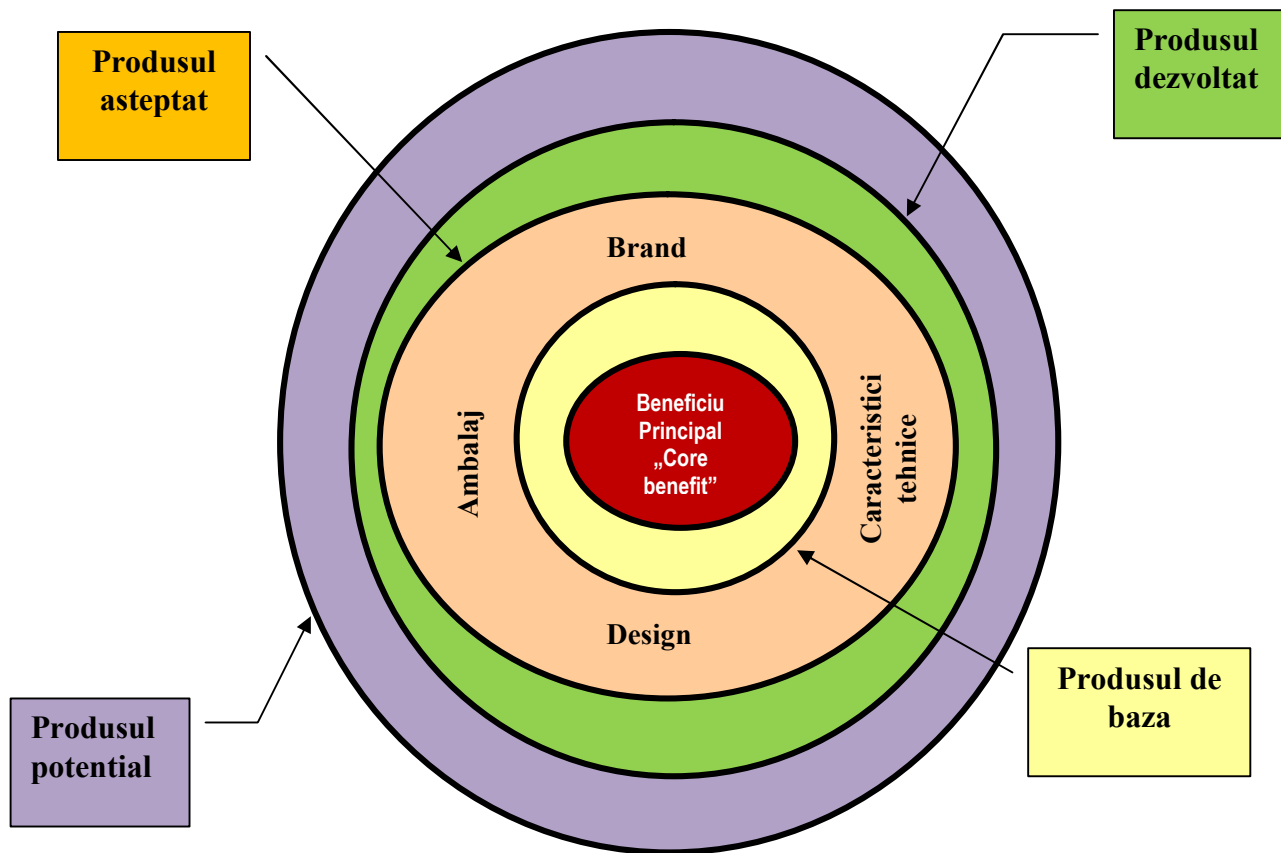 Produsul
asteptat
Produsul
dezvoltat
Brand
Ambalaj
Beneficiu
Principal
„Core
benefit”
Caracteristici
tehnice
Design
Produsul
potential
Produsul de
baza